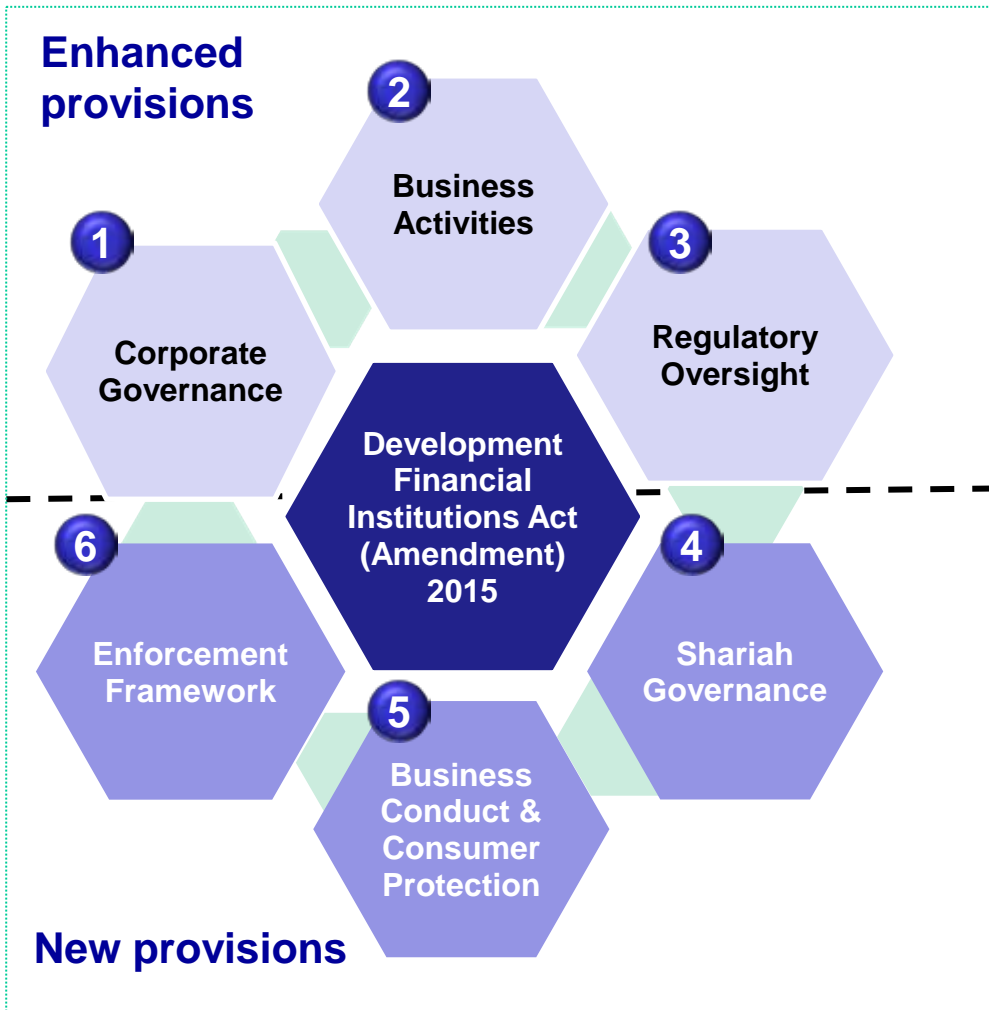 Enhanced
provisions
1
Corporate
Governance
2
Business
Activities
3
Regulatory
Oversight
Development
Financial
Institutions Act
(Amendment)
2015
4
Shariah
Governance
5
Business
Conduct &
Consumer
Protection
6
Enforcement
Framework
New provisions